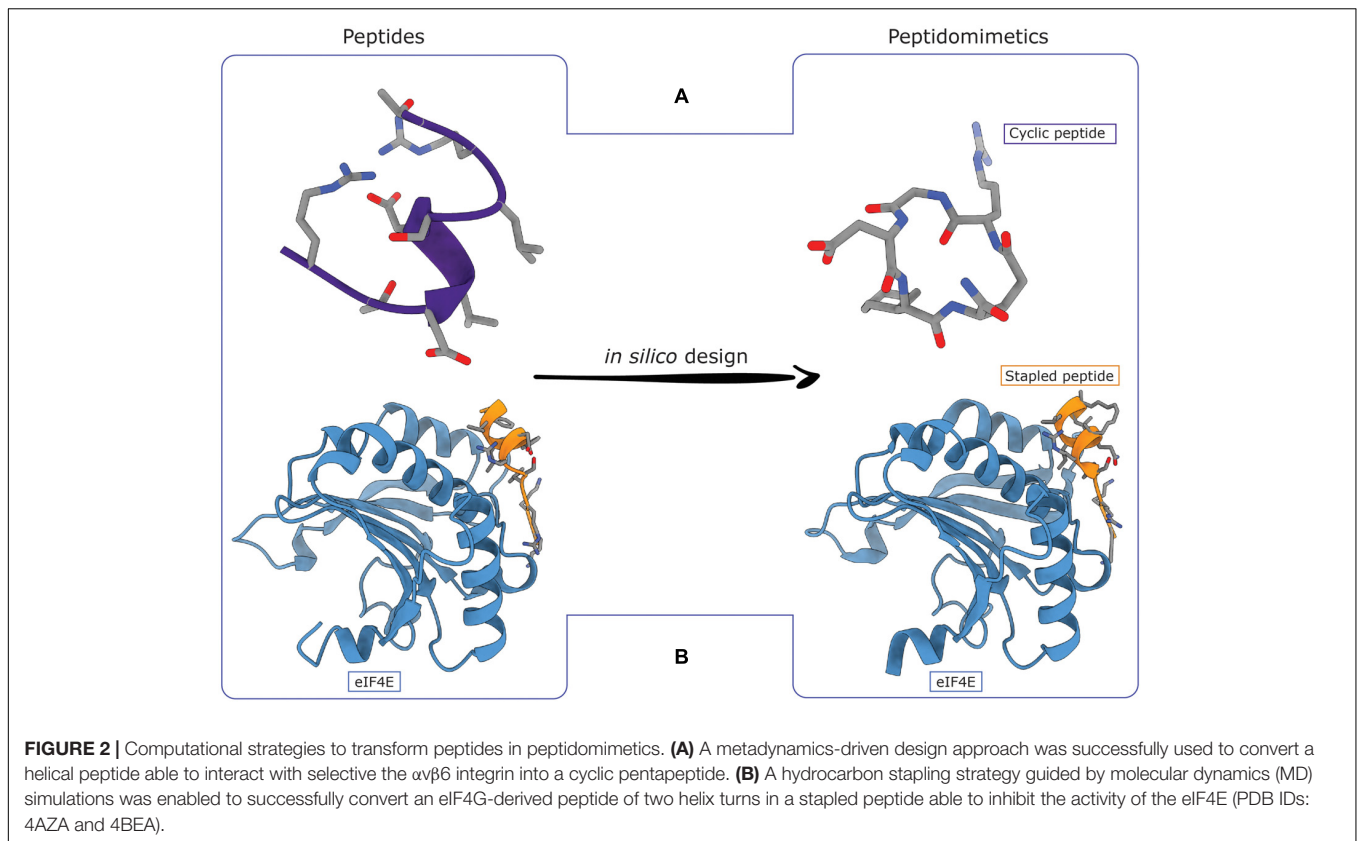 Peptides
Peptidomimetics
A
Cyclic peptide
in silico design
Stapled peptide
B
eIF4E
eIF4E
FIGURE 2 | Computational strategies to transform peptides in peptidomimetics. (A) A metadynamics-driven design approach was successfully used to convert a
helical peptide able to interact with selective the αvβ6 integrin into a cyclic pentapeptide. (B) A hydrocarbon stapling strategy guided by molecular dynamics (MD)
simulations was enabled to successfully convert an eIF4G-derived peptide of two helix turns in a stapled peptide able to inhibit the activity of the eIF4E (PDB IDs:
4AZA and 4BEA).